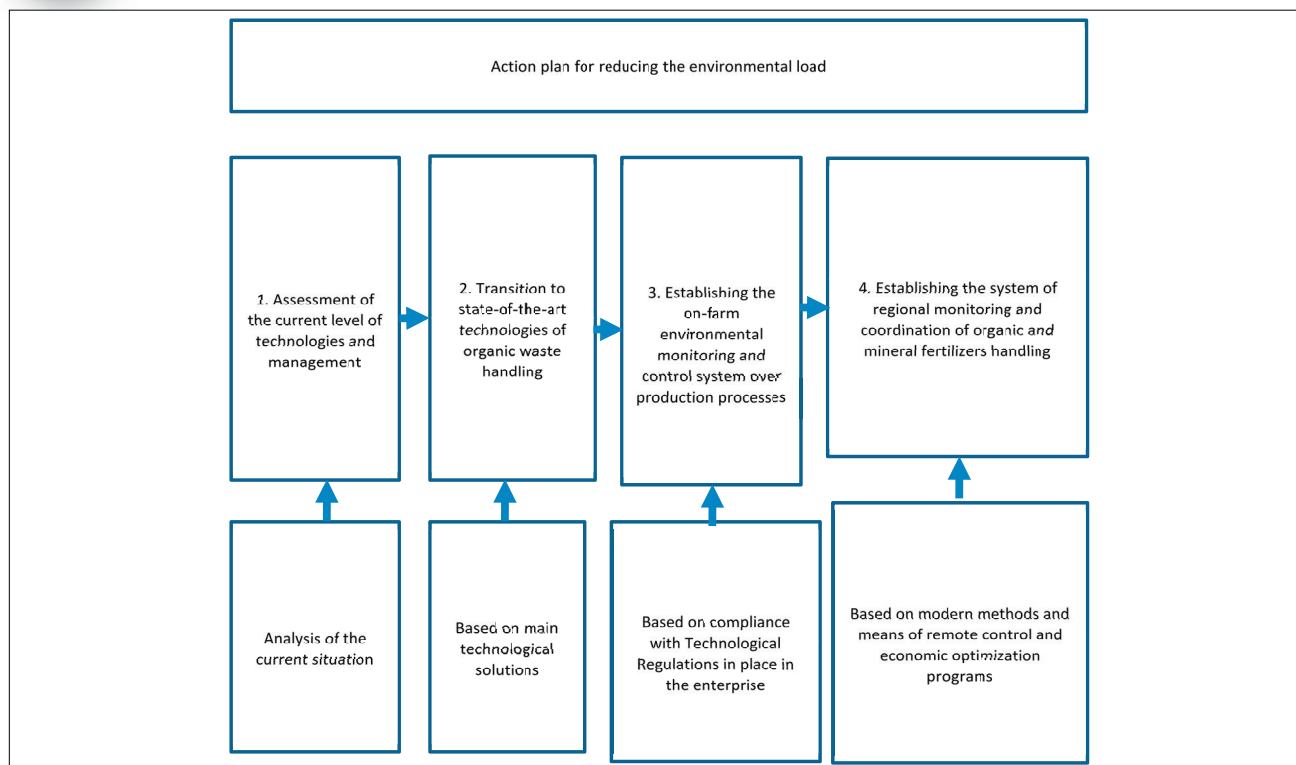 Action plan for reducing the environmental load
1. Assessment of
the current level of
technologies and
management
2. Transition to
state-of-the-art
technologies of
organic waste
handling
3. Establishing the
on-farm
environmental
monitoring and
control system over
production processes
4. Establishing the system of
regional monitoring and
coordination of organic and
mineral fertilizers handling
Analysis of the
current situation
Based on main
technological
solutions
Based on compliance
with Technological
Regulations in place in
the enterprise
Based on modern methods and
means of remote control and
economic optimization
programs